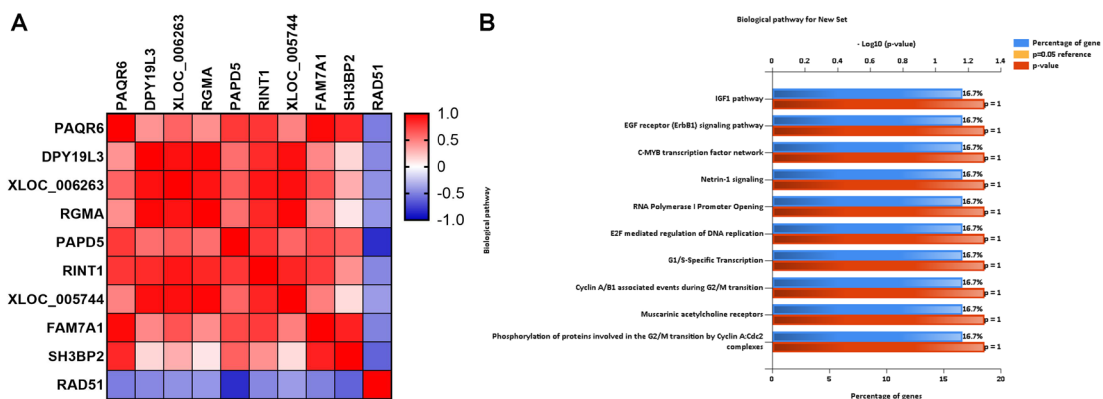 A
PAQR6
DPY19L3
XLOC_006263
RGMA
PAPD5
RINT1
XLOC_005744
FAM7A1
SH3BP2
RAD51
PAQR6
DPY19L3
XLOC_006263
RGMA
PAPD5
RINT1
XLOC_005744
FAM7A1
SH3BP2
RAD51
1.0
0.5
0
-0.5
-1.0
B
Biological pathway for New Set
- Log10 (p-value)
0 0.2 0.4 0.6 0.8 1 1.2 1.4
Percentage of gene
p=0.05 reference
p-value
Biological pathway
IGF1 pathway
16.7%
p = 1
EGF receptor (ErbB1) signaling pathway
16.7%
p = 1
C-MYB transcription factor network
16.7%
p = 1
Netrin-1 signaling
16.7%
p = 1
RNA Polymerase I Promoter Opening
16.7%
p = 1
E2F mediated regulation of DNA replication
16.7%
p = 1
G1/S-Specific Transcription
16.7%
p = 1
Cyclin A/B1 associated events during G2/M transition
16.7%
p = 1
Muscarinic acetylcholine receptors
16.7%
p = 1
Phosphorylation of proteins involved in the G2/M transition by Cyclin A:Cdc2
complexes
16.7%
p = 1
0 5 10 15 20
Percentage of genes